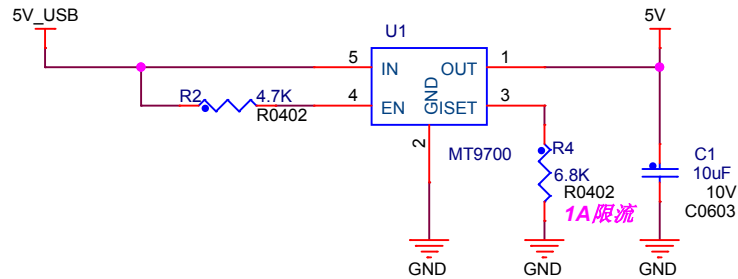 5V_USB
5V
U1
5
IN
OUT
1
R2
4.7K
R0402
4
EN
GND
ISET
3
2
MT9700
R4
6.8K
R0402
1A限流
C1
10uF
10V
C0603
GND
GND
GND